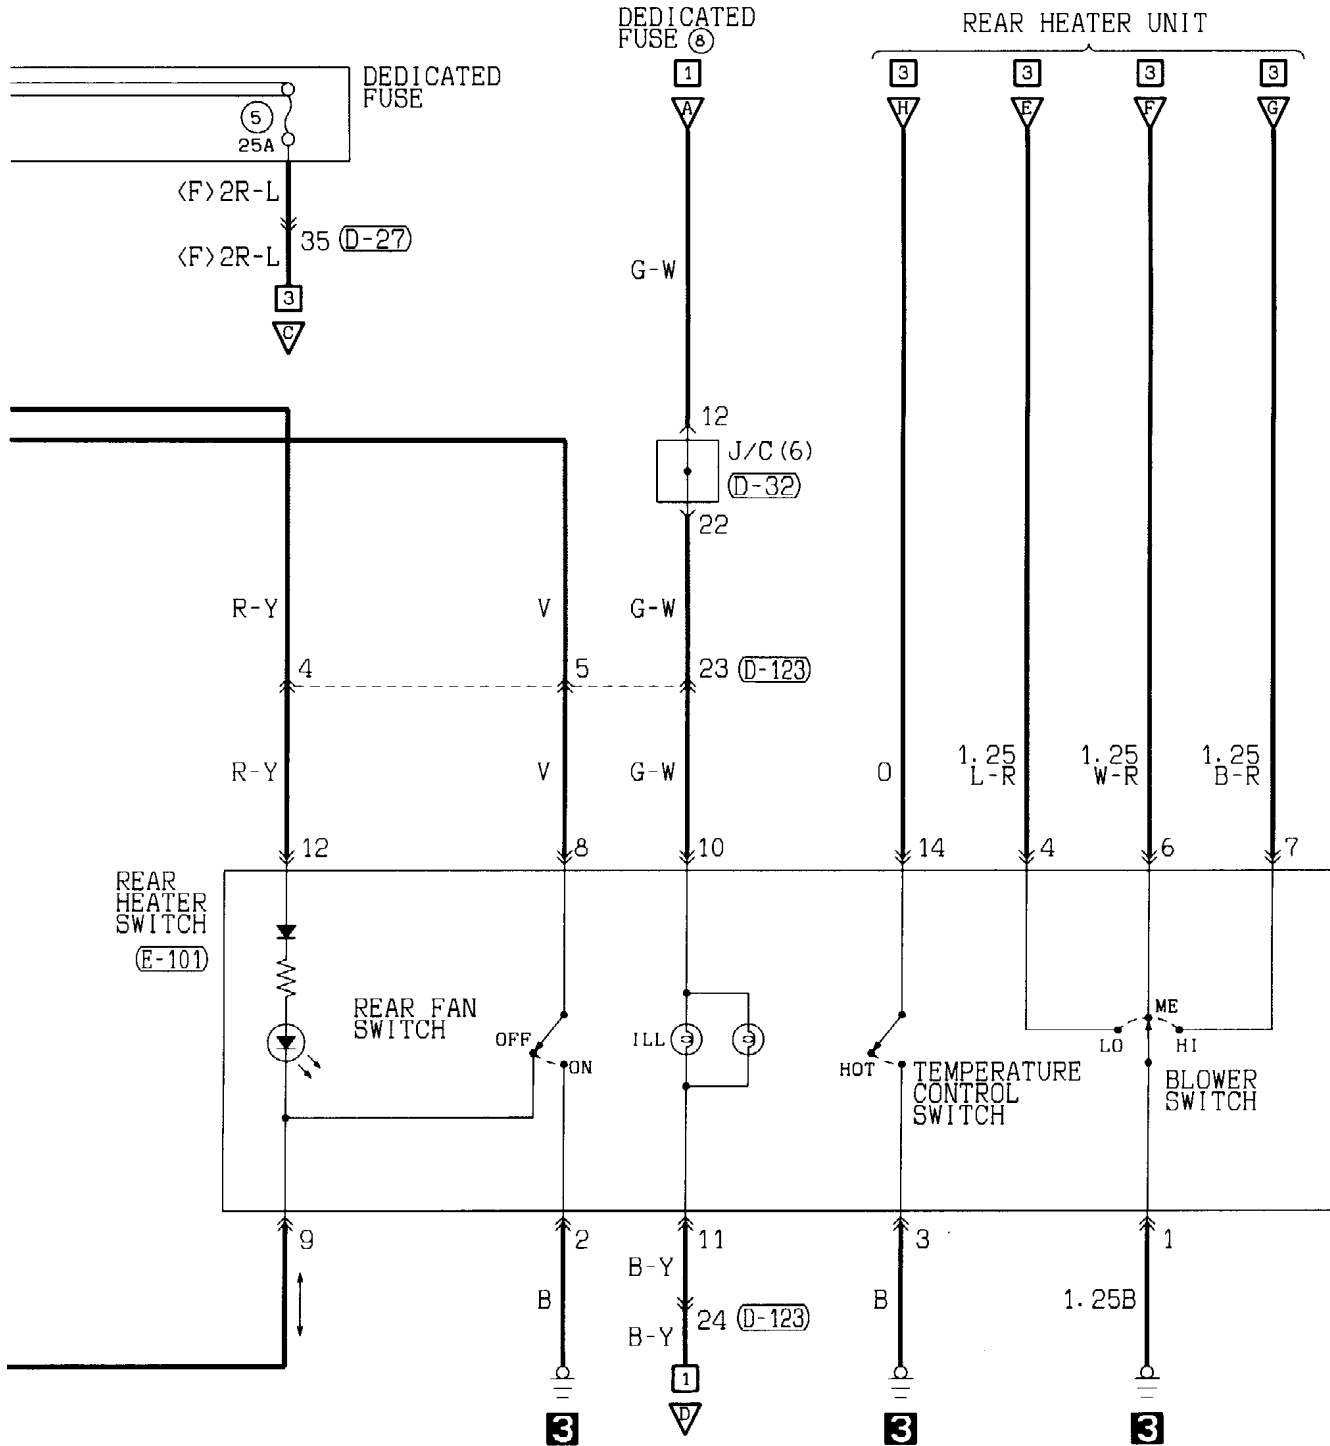 DEDICATED
FUSE 8
REAR HEATER UNIT
1
3
3
3
3
A
H
E
F
G
DEDICATED
FUSE
5
25A
<F>2R-L
35 D-27
<F>2R-L
3
C
G-W
12
J/C(6)
D-32
22
R-Y
V
G-W
4
5
23 D-123
R-Y
V
G-W
O
1.25
L-R
1.25
W-R
1.25
B-R
12
8
10
14
4
6
7
REAR
HEATER
SWITCH
E-101
REAR FAN
SWITCH
OFF
ON
ILL
HOT
TEMPERATURE
CONTROL
SWITCH
ME
LO
HI
BLOWER
SWITCH
9
2
11
3
1
B-Y
B
24 D-123
B
1.25B
B-Y
1
D
3
3
3